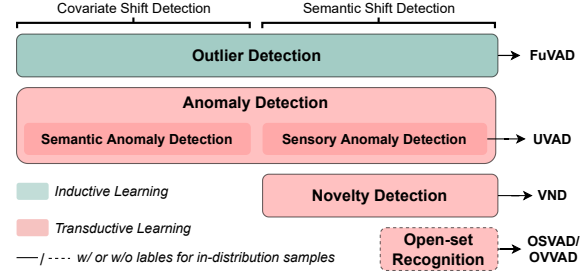 Covariate Shift Detection
Semantic Shift Detection
Outlier Detection
FuVAD
Anomaly Detection
Semantic Anomaly Detection
Sensory Anomaly Detection
UVAD
Inductive Learning
Novelty Detection
VND
Transductive Learning
Open-set
Recognition
OSVAD/
OVVAD
/ w/ or w/o lables for in-distribution samples